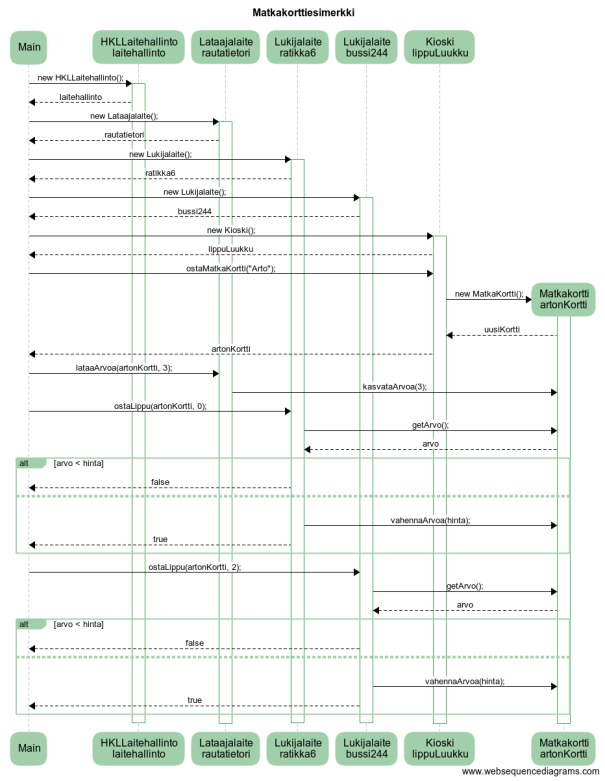 Matkakorttiesimerkki
Main
HKLLaitehallinto
laitehallinto
Lataajalaite
rautatietori
Lukijalaite
ratikka6
Lukijalaite
bussi244
Kioski
lippuLuukku
new HKLLaitehallinto();
laitehallinto
new Lataajalaite();
rautatietori
new Lukijalaite();
ratikka6
new Lukijalaite();
bussi244
new Kioski();
lippuLuukku
ostaMatkaKortti("Arto");
new MatkaKortti();
Matkakortti
artonKortti
uusiKortti
artonKortti
lataaArvoa(artonKortti, 3);
kasvataArvoa(3);
ostaLippu(artonKortti, 0);
getArvo();
arvo
alt [arvo < hinta]
false
vahennaArvoa(hinta);
true
ostaLippu(artonKortti, 2);
getArvo();
arvo
alt [arvo < hinta]
false
vahennaArvoa(hinta);
true
Main
HKLLaitehallinto
laitehallinto
Lataajalaite
rautatietori
Lukijalaite
ratikka6
Lukijalaite
bussi244
Kioski
lippuLuukku
Matkakortti
artonKortti
www.websequencediagrams.com